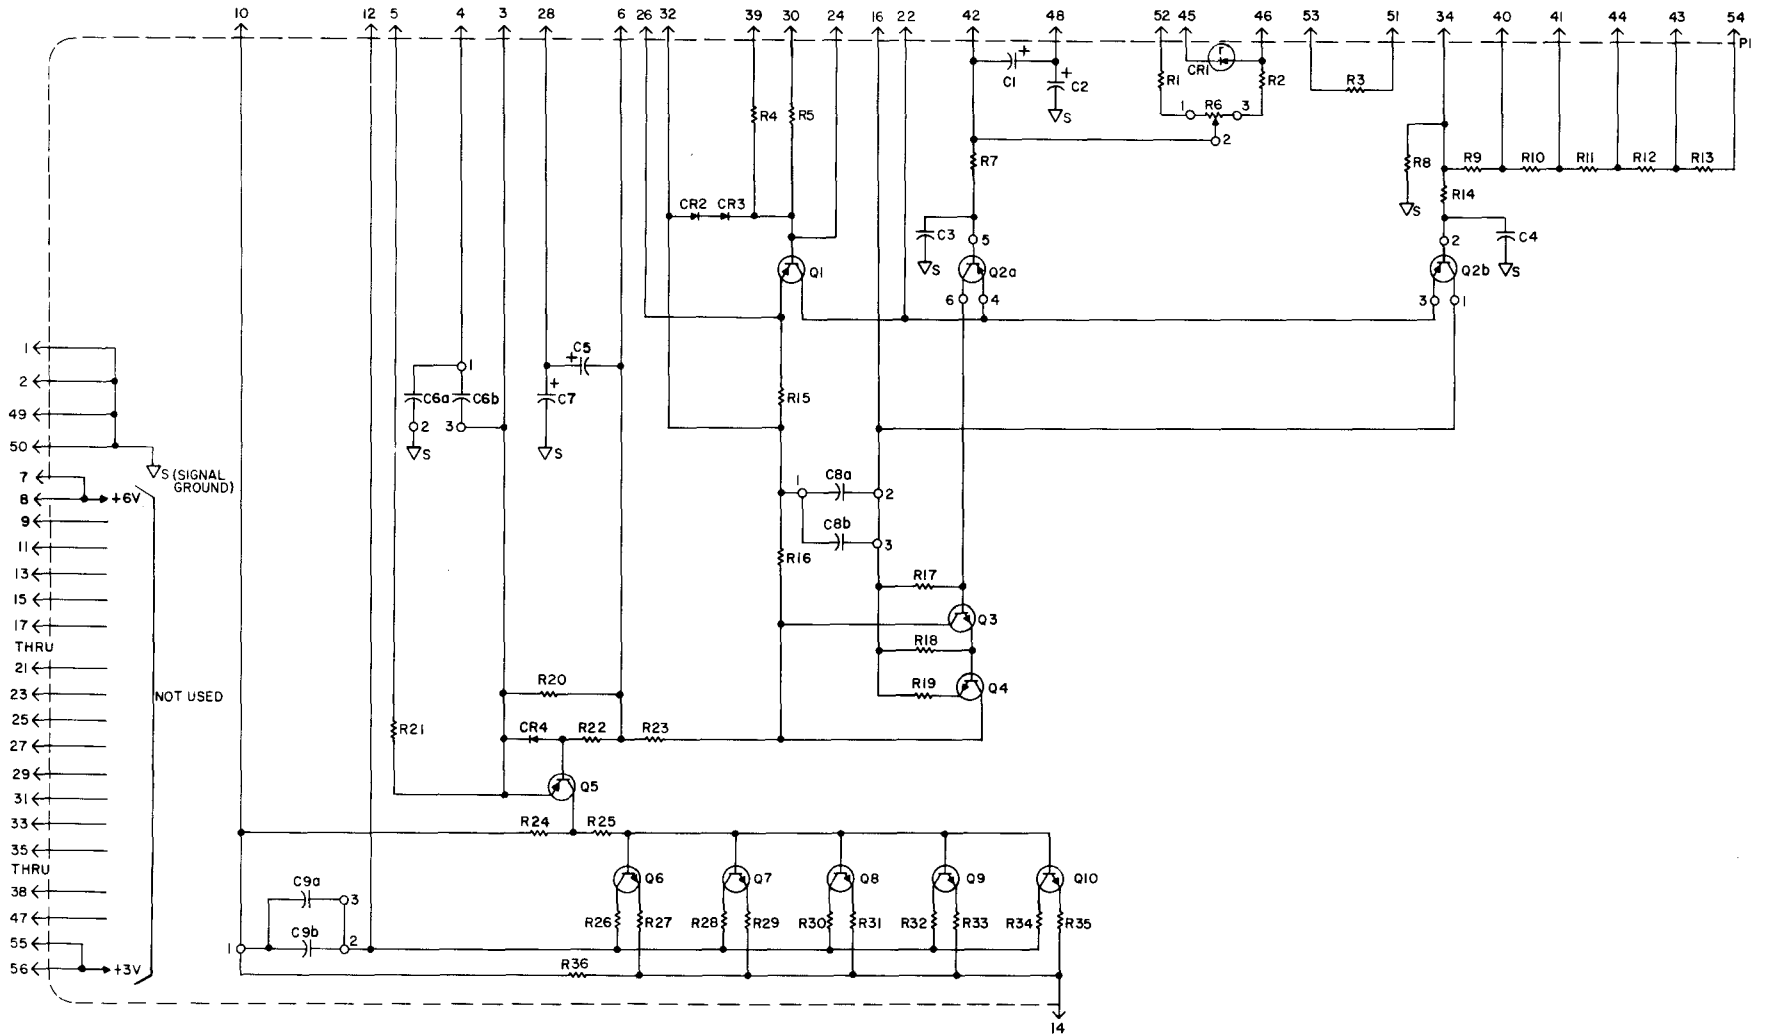 10 12 5 4 3 28 6 26 32 39 30 24 16 22 42 48 52 45 46 53 51 34 40 41 44 43 54
P1
+ C1 + C2 S
R1 CR1 r R2
R3
1 R6 3
2
R4 R5
R7
R8 R9 R10 R11 R12 R13
R14
S
CR2 CR3
C3 5 2 C4
S S
Q1 Q2a Q2b
6 4 3 1
1
2
49
50
S (SIGNAL
GROUND)
7
8 +6V
9
11
13
15
17
THRU
21
23
25
27
29
31
33
35
THRU
38
47
55
56 +3V
NOT USED
1 + C5
C6a C6b + C7
2 3
S S
R15
1 C8a 2
C8b 3
R16
R17
Q3
R18
R19 Q4
R20
R21 CR4 R22 R23
Q5
R24 R25
Q6 Q7 Q8 Q9 Q10
C9a 3
R26 R27 R28 R29 R30 R31 R32 R33 R34 R35
1 C9b 2
R36
14